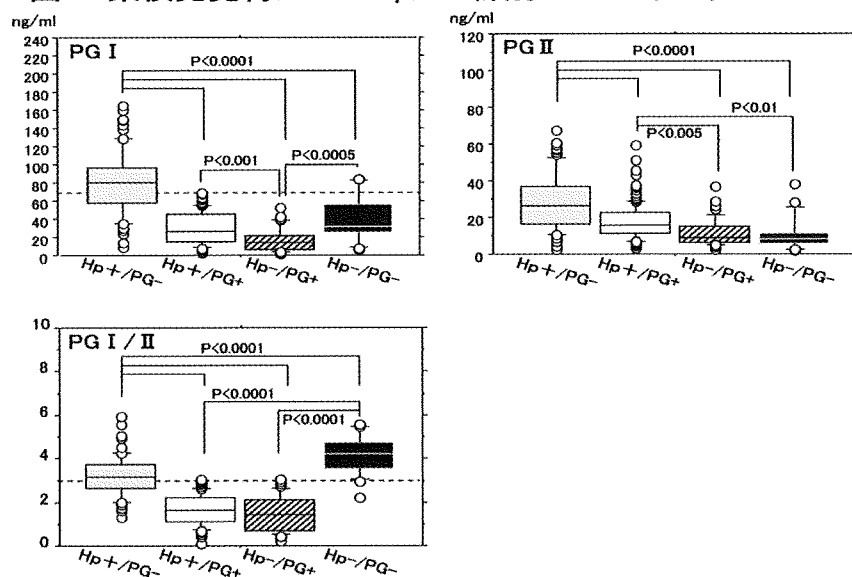 ng/ml
PG I
P<0.0001
P<0.001
P<0.0005
240
220
200
180
160
140
120
100
80
60
40
20
0
Hp+/PG-
Hp+/PG+
Hp-/PG+
Hp-/PG-
ng/ml
PG II
P<0.0001
P<0.01
P<0.005
120
100
80
60
40
20
0
Hp+/PG-
Hp+/PG+
Hp-/PG+
Hp-/PG-
PG I / II
P<0.0001
P<0.0001
P<0.0001
10
8
6
4
2
0
Hp+/PG-
Hp+/PG+
Hp-/PG+
Hp-/PG-